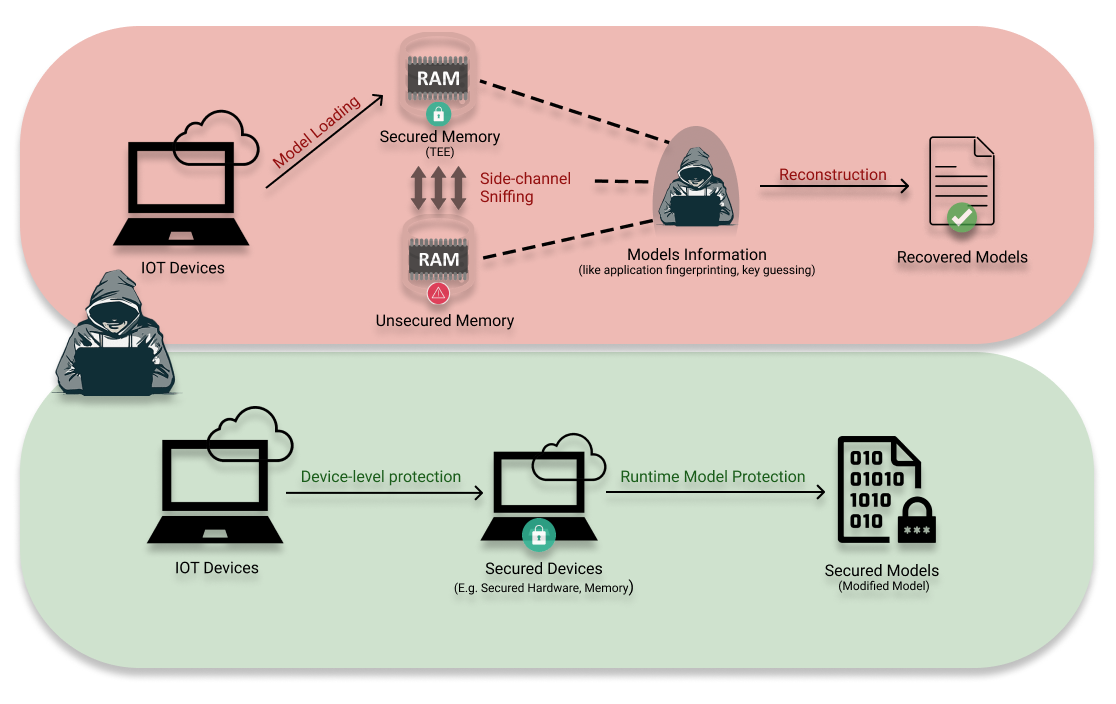 RAM
Model Loading
Secured Memory
(TEE)
IOT Devices
Side-channel
Sniffing
Reconstruction
RAM
Models Information
(like application fingerprinting, key guessing)
Recovered Models
Unsecured Memory
Device-level protection
Runtime Model Protection
010
01010
1010
010
***
IOT Devices
Secured Devices
(E.g. Secured Hardware, Memory)
Secured Models
(Modified Model)